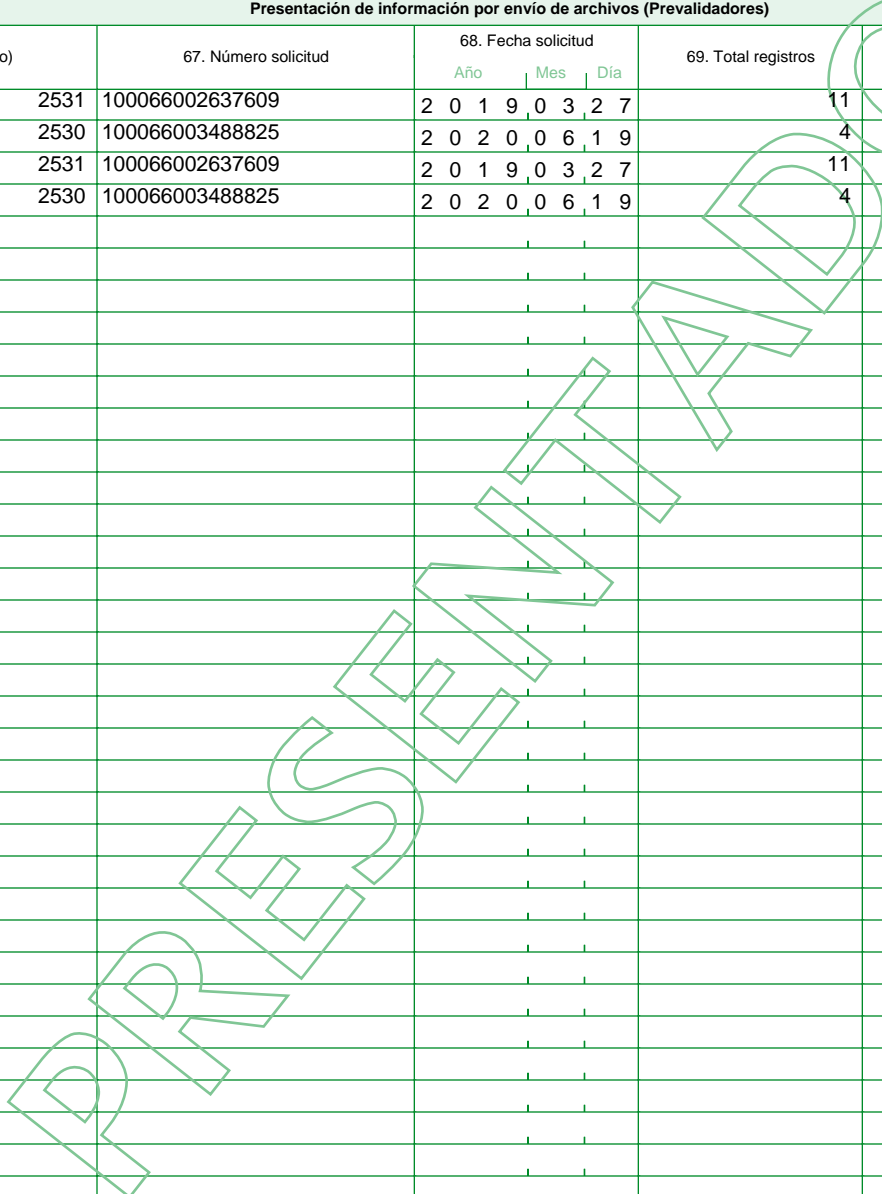 Presentación de información por envío de archivos (Prevalidadores)
o) 67. Número solicitud 68. Fecha solicitud 69. Total registros
Año Mes Día
2531 100066002637609 2 0 1 9 0 3 2 7 11
2530 100066003488825 2 0 2 0 0 6 1 9 4
2531 100066002637609 2 0 1 9 0 3 2 7 11
2530 100066003488825 2 0 2 0 0 6 1 9 4
PRESENTADO